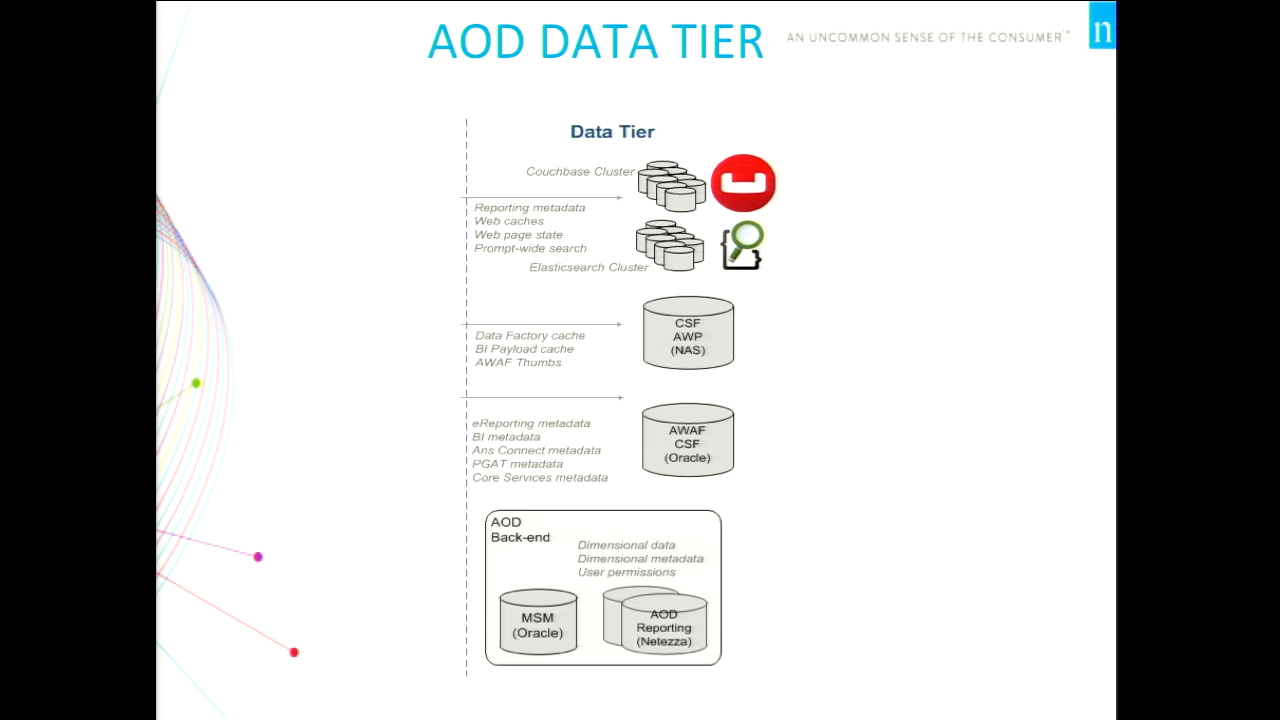 AOD DATA TIER
AN UNCOMMON SENSE OF THE CONSUMER™
n
Data Tier
Couchbase Cluster
Reporting metadata
Web caches
Web page state
Prompt-wide search
Elasticsearch Cluster
Data Factory cache
BI Payload cache
AWAF Thumbs
CSF
AWP
(NAS)
eReporting metadata
BI metadata
Ans Connect metadata
PGAT metadata
Core Services metadata
AWAF
CSF
(Oracle)
AOD
Back-end
Dimensional data
Dimensional metadata
User permissions
MSM
(Oracle)
AOD
Reporting
(Netezza)